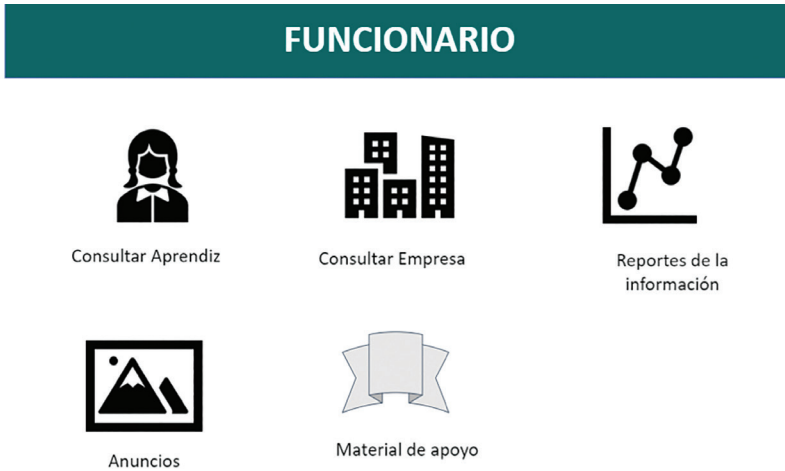 FUNCIONARIO
Consultar Aprendiz
Consultar Empresa
Reportes de la
información
Anuncios
Material de apoyo